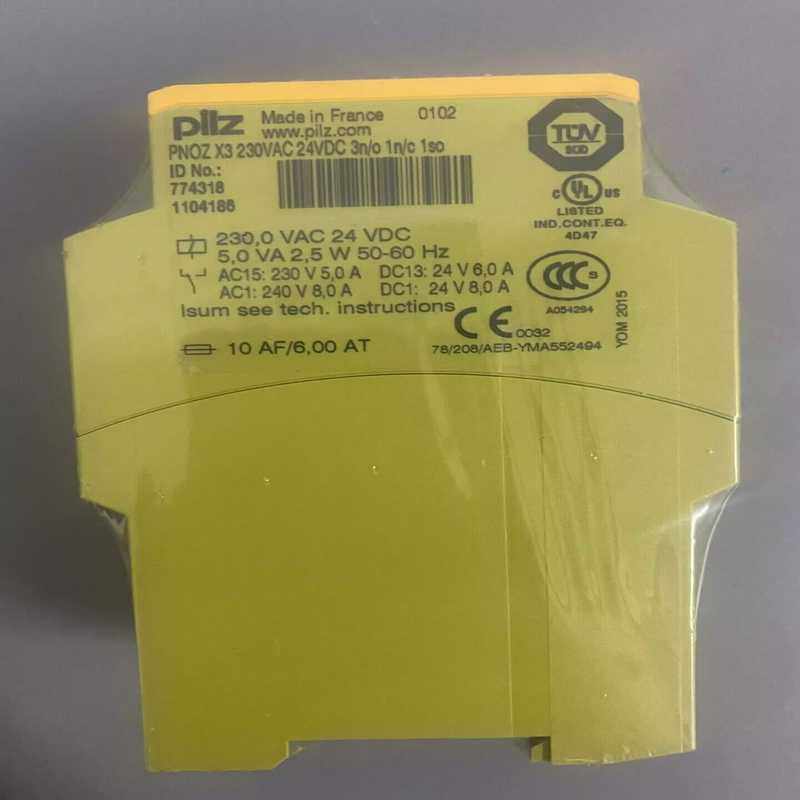 pilz Made in France 0102
www.pilz.com
PNOZ X3 230VAC 24VDC 3n/o 1n/c 1so
ID No.:
774318
1104186
TÜV
SÜD
c UL us
LISTED
IND.CONT.EQ.
4D47
230,0 VAC 24 VDC
5,0 VA 2,5 W 50-60 Hz
AC15: 230 V 5,0 A DC13: 24 V 6,0 A
AC1: 240 V 8,0 A DC1: 24 V 8,0 A
Isum see tech. instructions
CCC S
A054294
YOM 2015
CE 0032
10 AF/6,00 AT
78/208/AEB-YMA552494